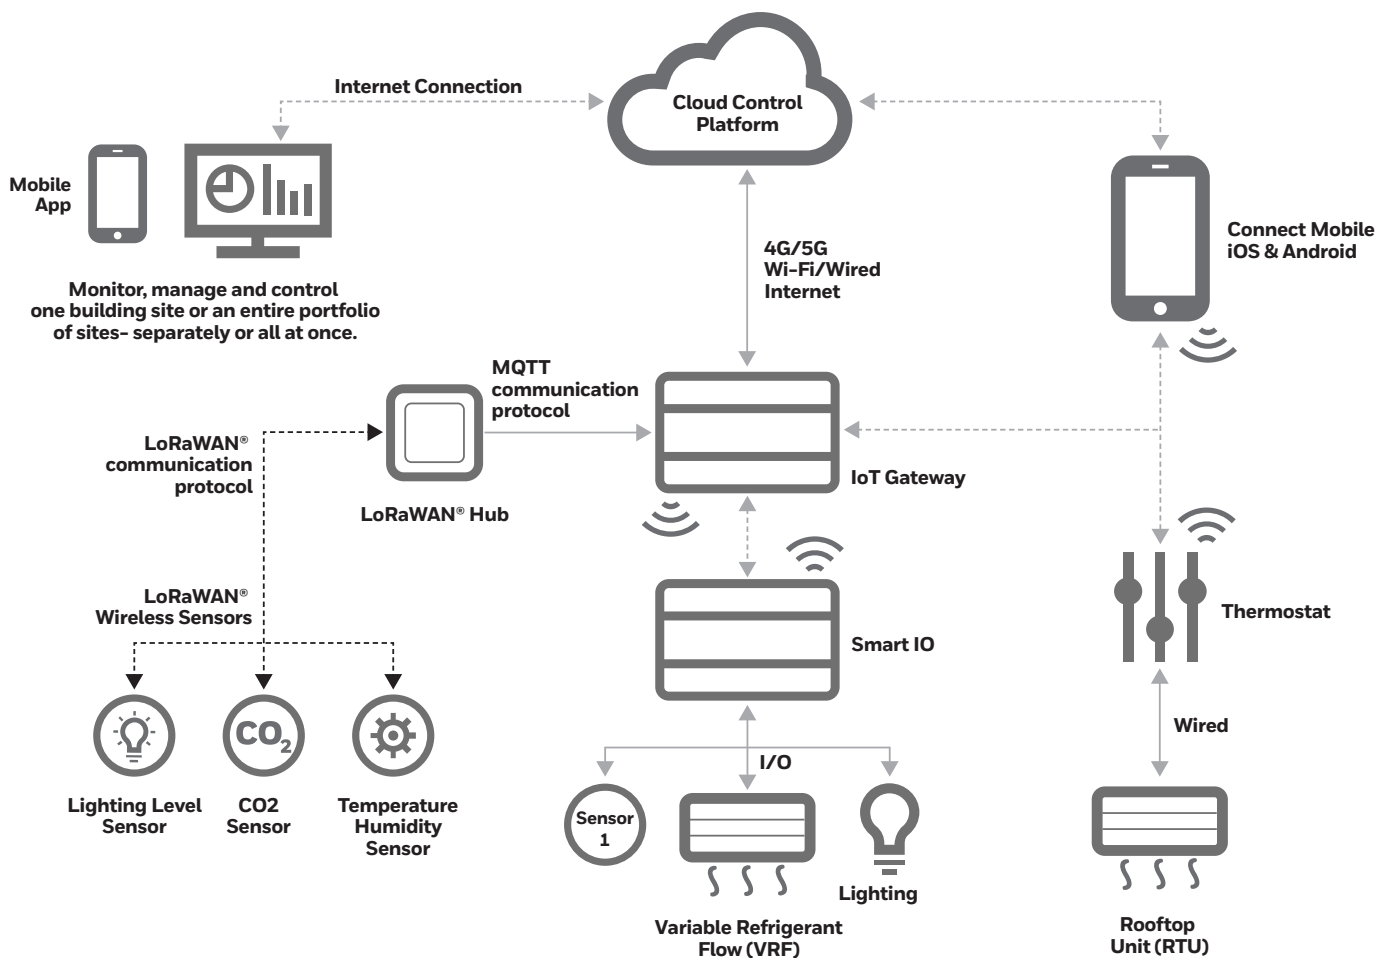 Internet Connection
Cloud Control
Platform
Mobile
App
Connect Mobile
iOS & Android
4G/5G
Wi-Fi/Wired
Internet
Monitor, manage and control
one building site or an entire portfolio
of sites- separately or all at once.
MQTT
communication
protocol
LoRaWAN®
communication
protocol
IoT Gateway
LoRaWAN® Hub
LoRaWAN®
Wireless Sensors
Thermostat
Smart IO
CO2
Wired
I/O
Lighting Level
Sensor
CO2
Sensor
Temperature
Humidity
Sensor
Sensor
1
Lighting
Variable Refrigerant
Flow (VRF)
Rooftop
Unit (RTU)